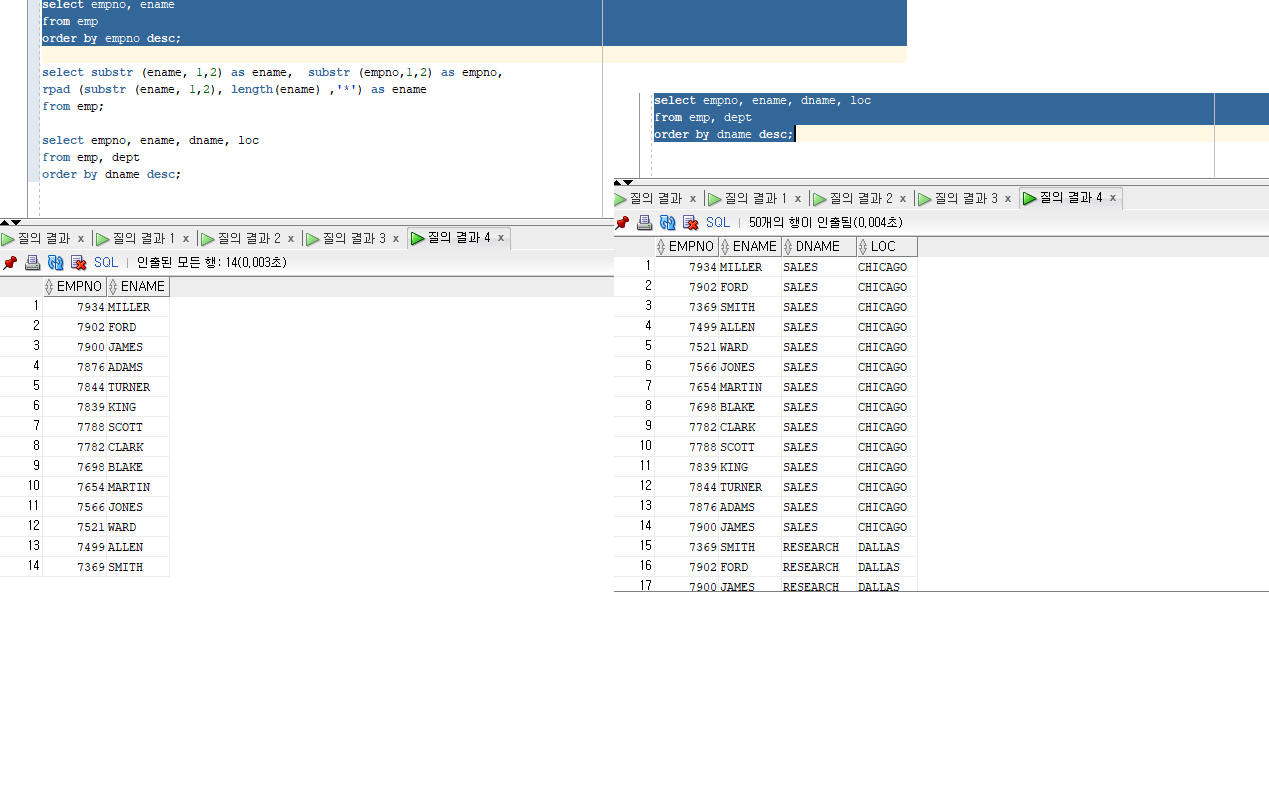 select empno, ename
from emp
order by empno desc;
select substr (ename, 1,2) as ename,  substr (empno,1,2) as empno,
rpad (substr (ename, 1,2), length(ename) ,'*') as ename
from emp;
select empno, ename, dname, loc
from emp, dept
order by dname desc;
질의 결과 x 질의 결과 1 x 질의 결과 2 x 질의 결과 3 x 질의 결과 4 x
SQL | 인출된 모든 행: 14(0,003초)
EMPNO ENAME
1 7934 MILLER
2 7902 FORD
3 7900 JAMES
4 7876 ADAMS
5 7844 TURNER
6 7839 KING
7 7788 SCOTT
8 7782 CLARK
9 7698 BLAKE
10 7654 MARTIN
11 7566 JONES
12 7521 WARD
13 7499 ALLEN
14 7369 SMITH
select empno, ename, dname, loc
from emp, dept
order by dname desc;
질의 결과 x 질의 결과 1 x 질의 결과 2 x 질의 결과 3 x 질의 결과 4 x
SQL | 50개의 행이 인출됨(0,004초)
EMPNO ENAME DNAME LOC
1 7934 MILLER SALES CHICAGO
2 7902 FORD SALES CHICAGO
3 7369 SMITH SALES CHICAGO
4 7499 ALLEN SALES CHICAGO
5 7521 WARD SALES CHICAGO
6 7566 JONES SALES CHICAGO
7 7654 MARTIN SALES CHICAGO
8 7698 BLAKE SALES CHICAGO
9 7782 CLARK SALES CHICAGO
10 7788 SCOTT SALES CHICAGO
11 7839 KING SALES CHICAGO
12 7844 TURNER SALES CHICAGO
13 7876 ADAMS SALES CHICAGO
14 7900 JAMES SALES CHICAGO
15 7369 SMITH RESEARCH DALLAS
16 7902 FORD RESEARCH DALLAS
17 7900 JAMES RESEARCH DALLAS